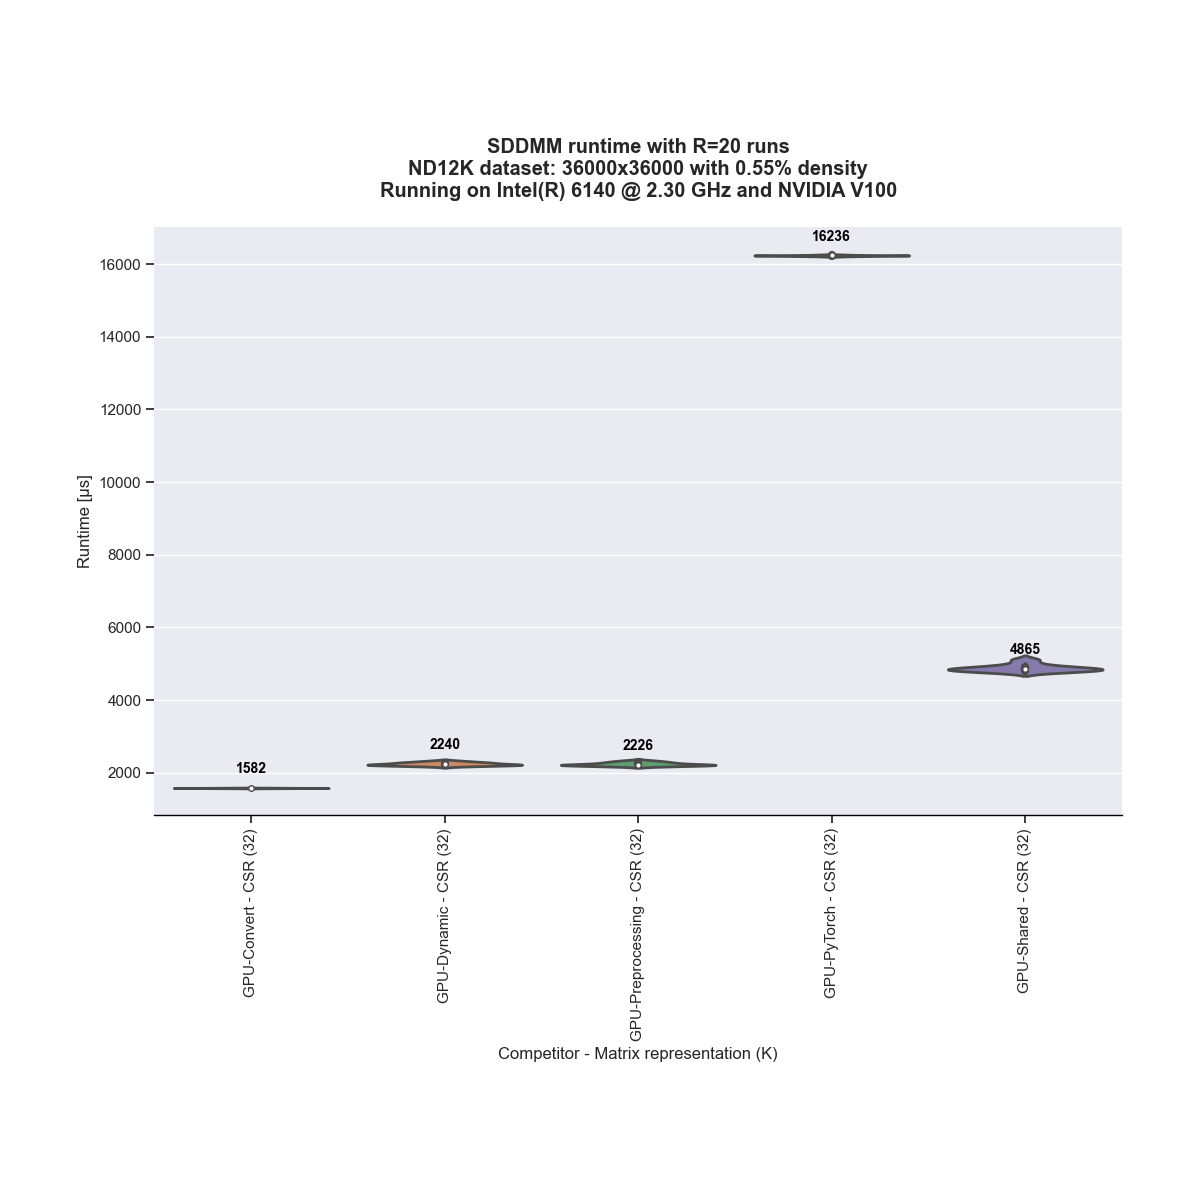 SDDMM runtime with R=20 runs
ND12K dataset: 36000x36000 with 0.55% density
Running on Intel(R) 6140 @ 2.30 GHz and NVIDIA V100
16236
16000
14000
12000
10000
8000
6000
4000
2000
Runtime [µs]
4865
2240
2226
1582
GPU-Convert - CSR (32)
GPU-Dynamic - CSR (32)
GPU-Preprocessing - CSR (32)
GPU-PyTorch - CSR (32)
GPU-Shared - CSR (32)
Competitor - Matrix representation (K)